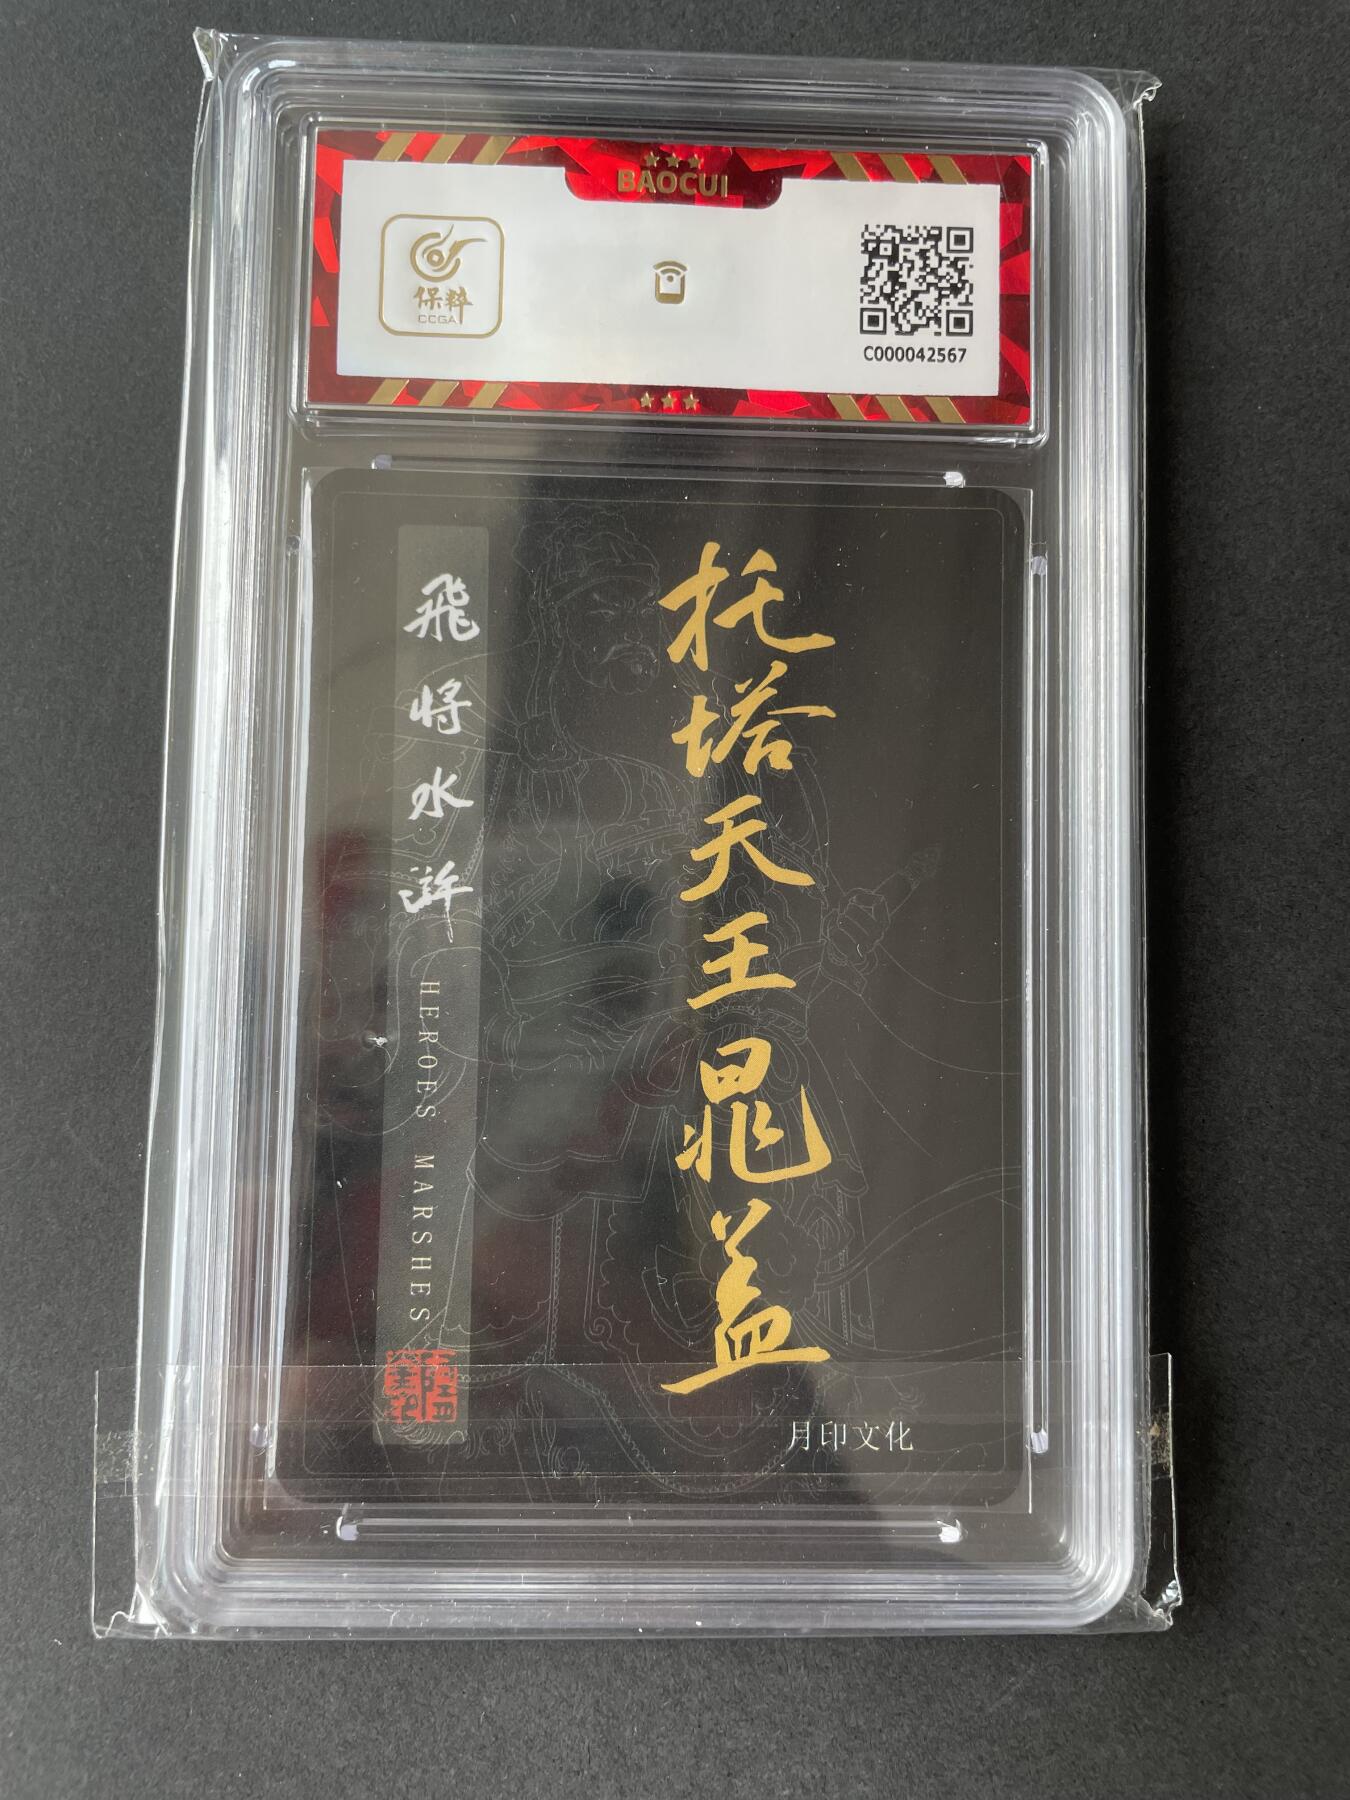 BAOCUI
保粹
CCGA
C000042567
托塔天王晁盖
飛将水滸
HEROES MARSHES
月印文化